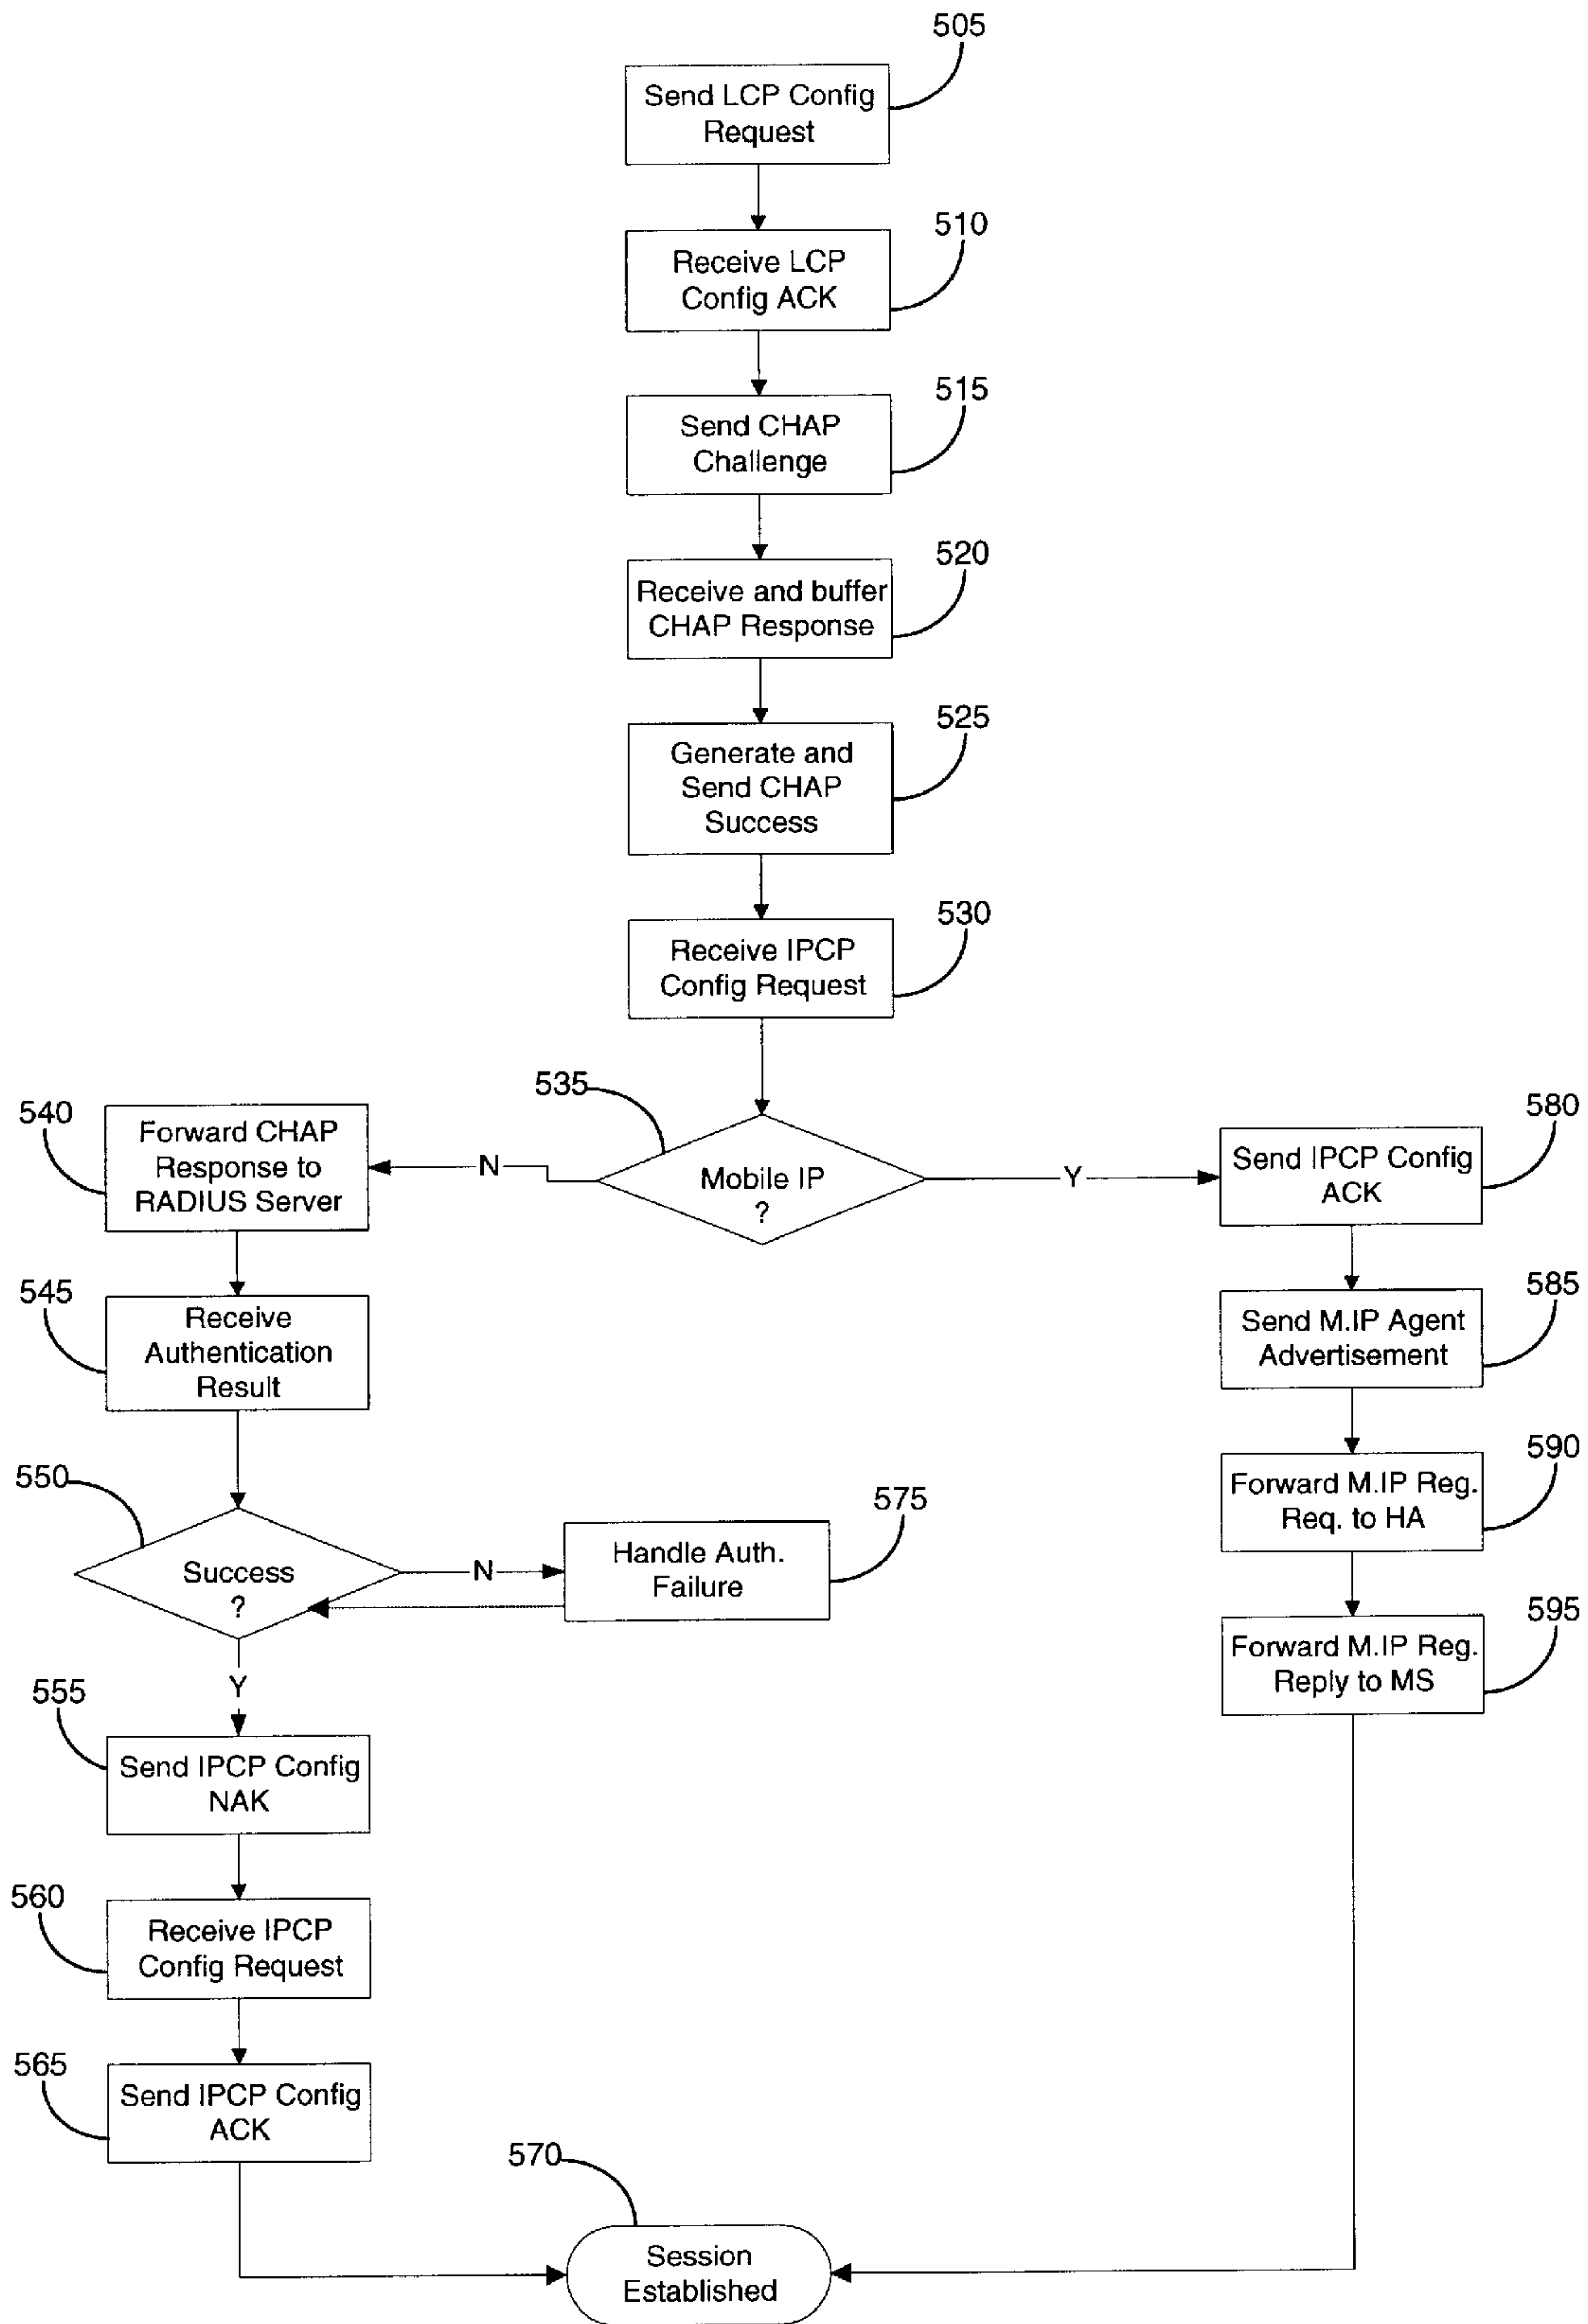 505
Send LCP Config
Request
510
Receive LCP
Config ACK
515
Send CHAP
Challenge
520
Receive and buffer
CHAP Response
525
Generate and
Send CHAP
Success
530
Receive IPCP
Config Request
535
Mobile IP
?
N
Y
540
Forward CHAP
Response to
RADIUS Server
545
Receive
Authentication
Result
550
Success
?
N
575
Handle Auth.
Failure
Y
555
Send IPCP Config
NAK
560
Receive IPCP
Config Request
565
Send IPCP Config
ACK
580
Send IPCP Config
ACK
585
Send M.IP Agent
Advertisement
590
Forward M.IP Reg.
Req. to HA
595
Forward M.IP Reg.
Reply to MS
570
Session
Established